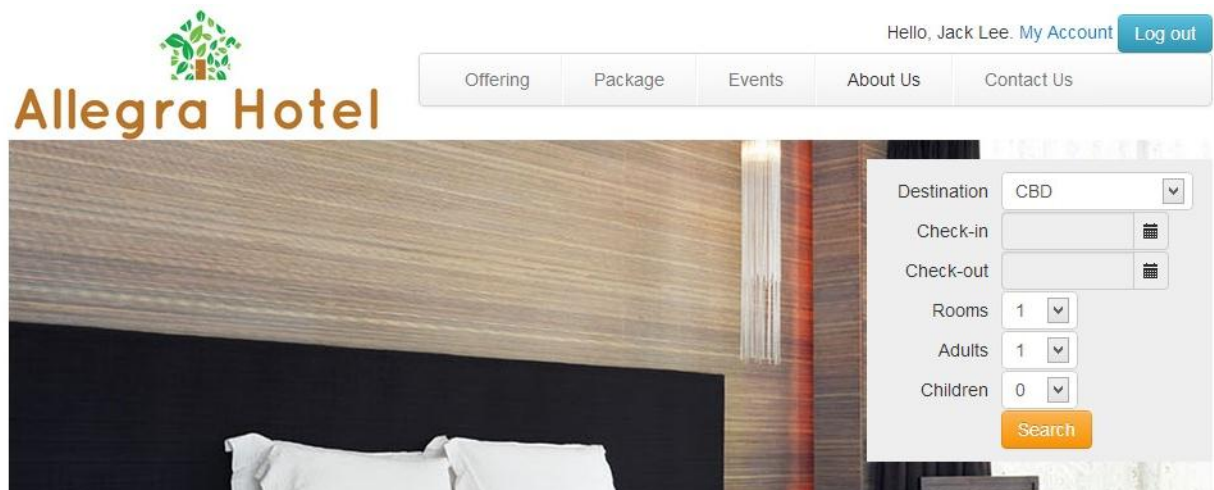 Hello, Jack Lee. My Account Log out
Allegra Hotel
Offering Package Events About Us Contact Us
Destination CBD
Check-in
Check-out
Rooms 1
Adults 1
Children 0
Search